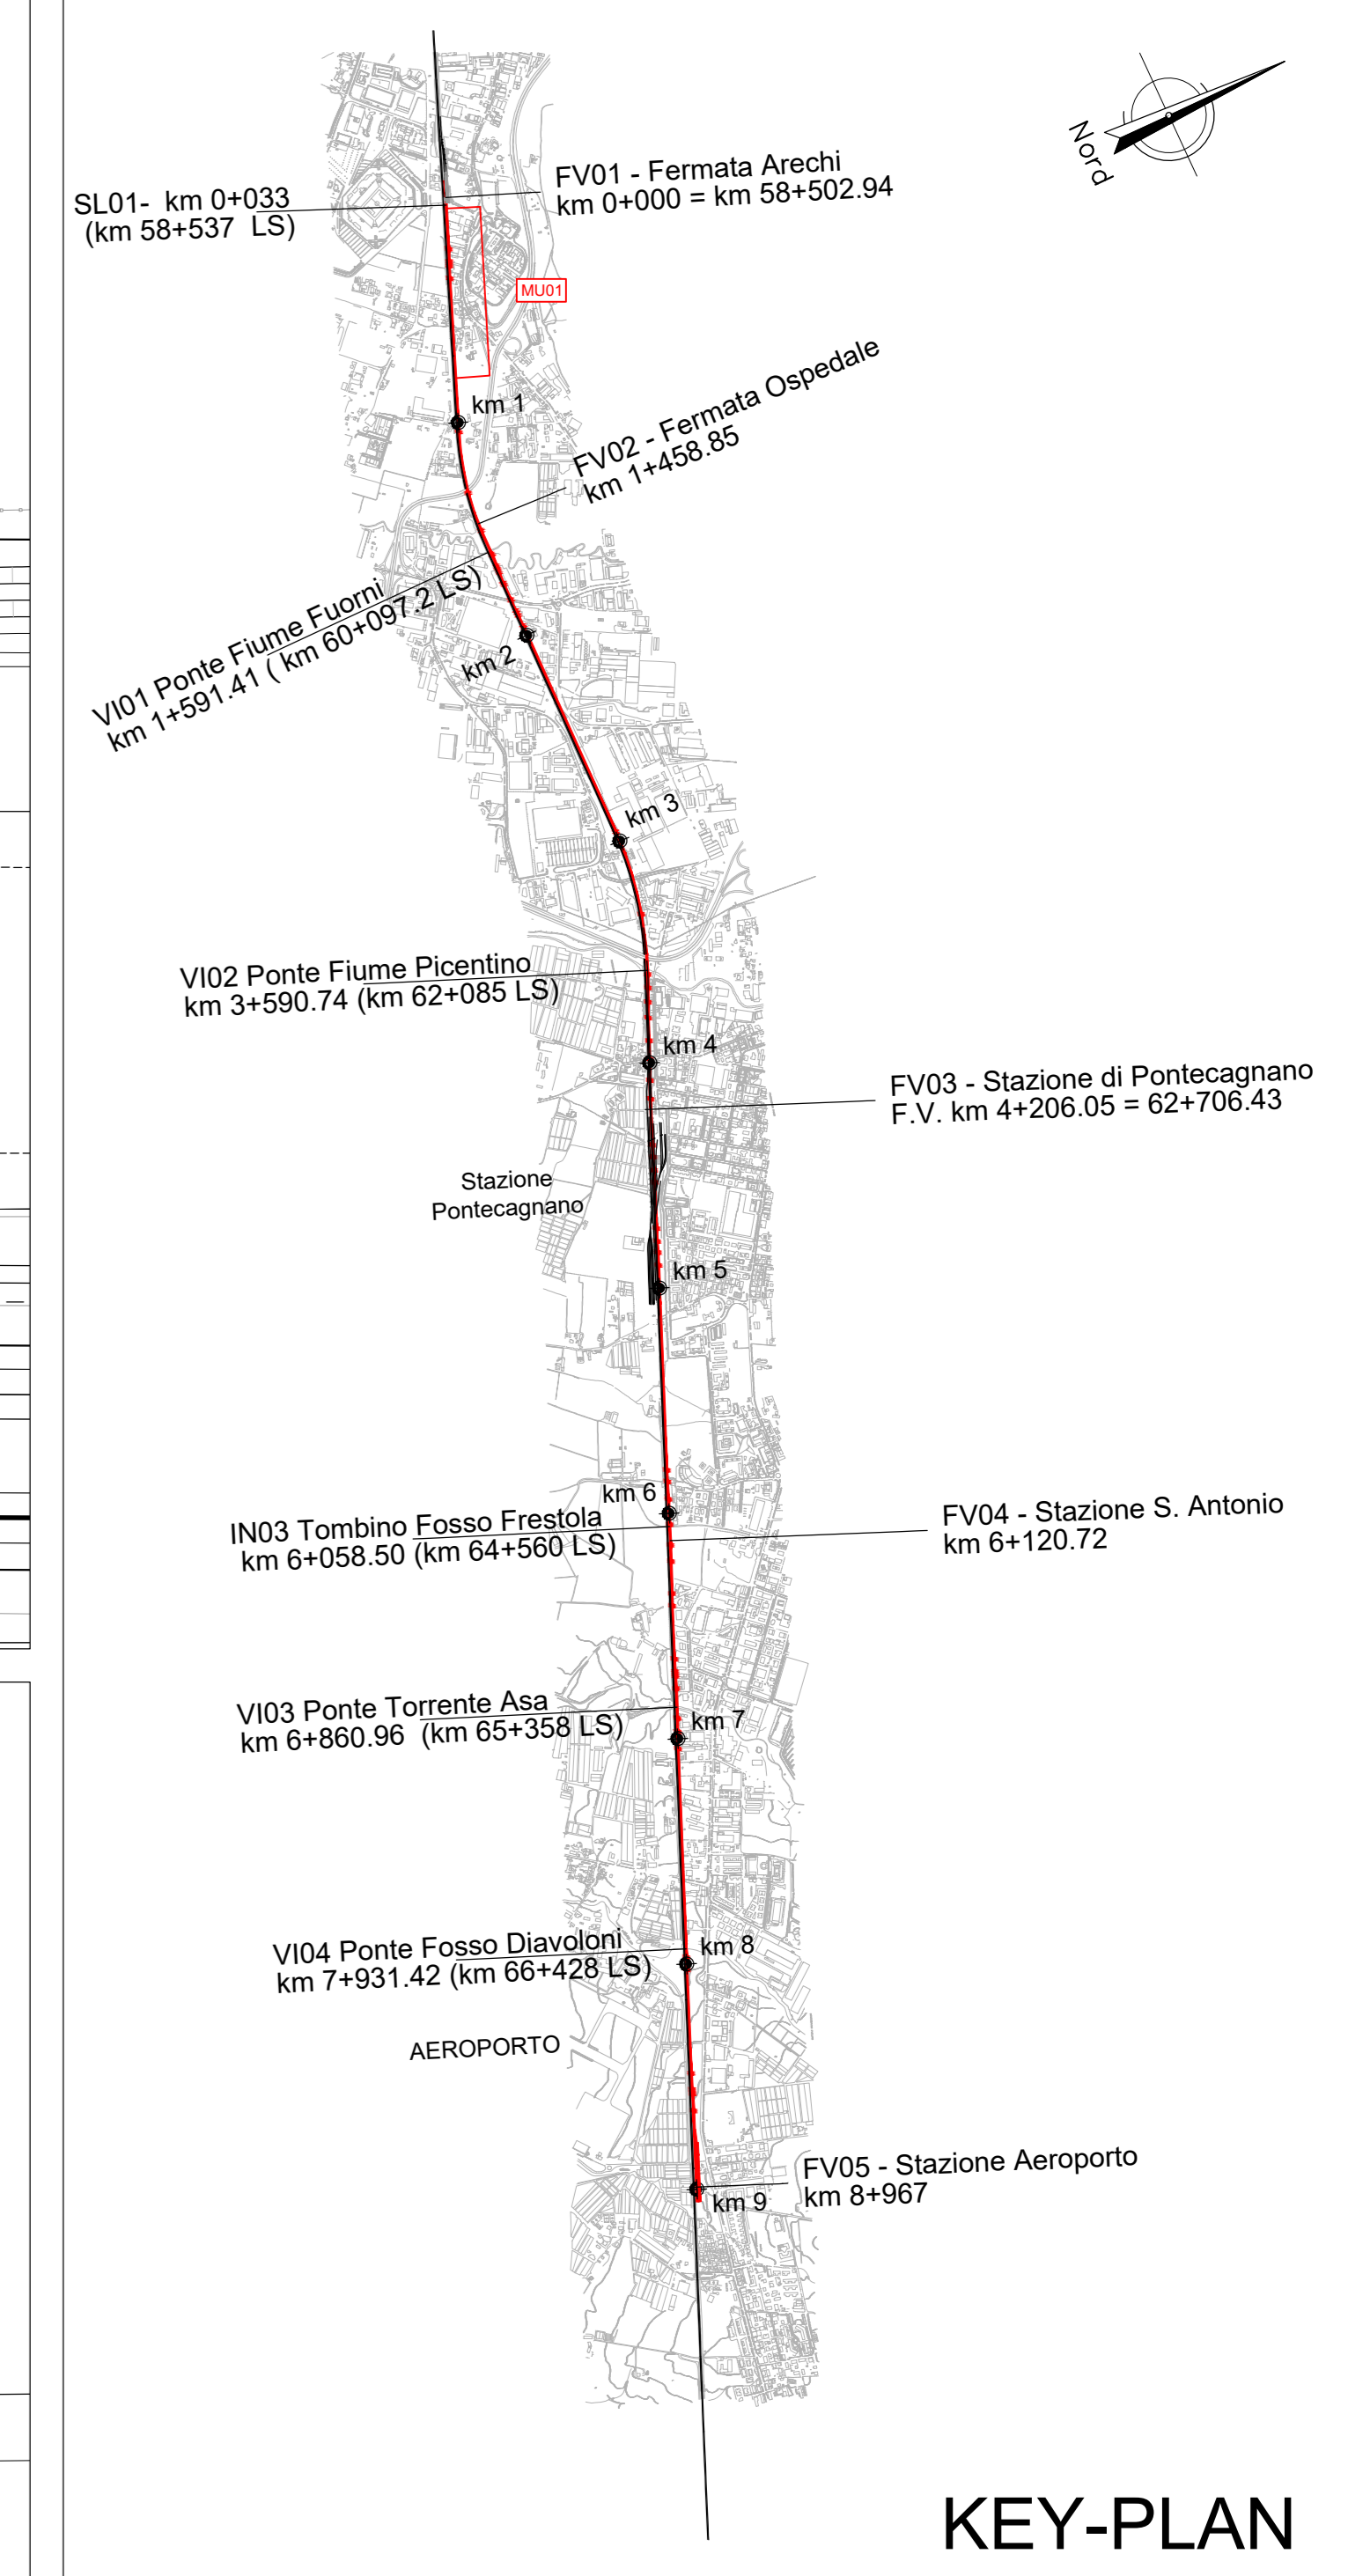 Nord
FV01 - Fermata Arechi
km 0+000 = km 58+502.94
SL01-  km 0+033
(km 58+537  LS)
MU01
km 1
FV02 - Fermata Ospedale
km 1+458.85
VI01 Ponte Fiume Fuorni
km 1+591.41 ( km 60+097.2 LS)
km 2
km 3
VI02 Ponte Fiume Picentino
km 3+590.74 (km 62+085 LS)
km 4
FV03 - Stazione di Pontecagnano
F.V. km 4+206.05 = 62+706.43
Stazione
Pontecagnano
km 5
km 6
IN03 Tombino Fosso Frestola
km 6+058.50 (km 64+560 LS)
FV04 - Stazione S. Antonio
km 6+120.72
VI03 Ponte Torrente Asa
km 6+860.96  (km 65+358 LS)
km 7
VI04 Ponte Fosso Diavoloni
km 7+931.42 (km 66+428 LS)
km 8
AEROPORTO
FV05 - Stazione Aeroporto
km 8+967
km 9
KEY-PLAN